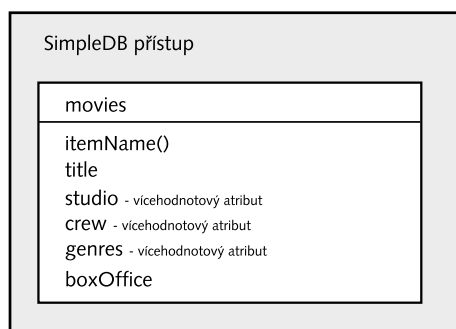 SimpleDB přístup
movies
itemName()
title
studio - vícehodnotový atribut
crew - vícehodnotový atribut
genres - vícehodnotový atribut
boxOffice